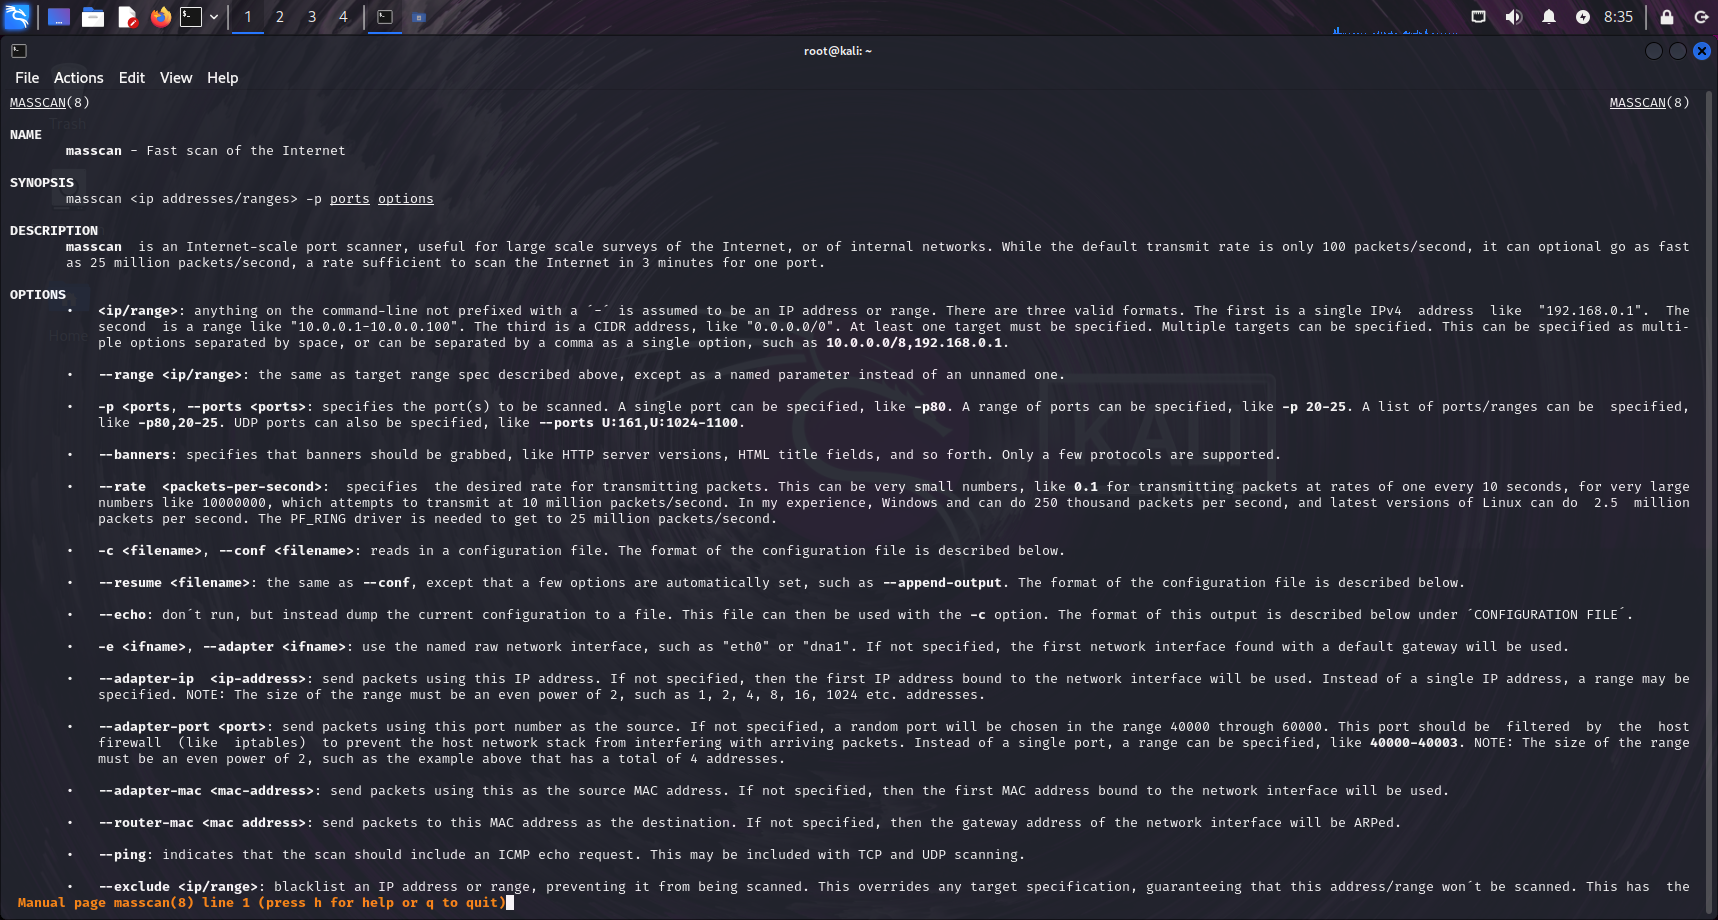 1 2 3 4 8:35
root@kali: ~
File Actions Edit View Help
MASSCAN(8) MASSCAN(8)
Trash
NAME
masscan - Fast scan of the Internet
SYNOPSIS
masscan <ip addresses/ranges> -p ports options
DESCRIPTION
masscan is an Internet-scale port scanner, useful for large scale surveys of the Internet, or of internal networks. While the default transmit rate is only 100 packets/second, it can optional go as fast
as 25 million packets/second, a rate sufficient to scan the Internet in 3 minutes for one port.
OPTIONS
• <ip/range>: anything on the command-line not prefixed with a ´-´ is assumed to be an IP address or range. There are three valid formats. The first is a single IPv4 address like "192.168.0.1". The
second is a range like "10.0.0.1-10.0.0.100". The third is a CIDR address, like "0.0.0.0/0". At least one target must be specified. Multiple targets can be specified. This can be specified as multi-
Home
ple options separated by space, or can be separated by a comma as a single option, such as 10.0.0.0/8,192.168.0.1.
• --range <ip/range>: the same as target range spec described above, except as a named parameter instead of an unnamed one.
• -p <ports, --ports <ports>: specifies the port(s) to be scanned. A single port can be specified, like -p80. A range of ports can be specified, like -p 20-25. A list of ports/ranges can be specified,
like -p80,20-25. UDP ports can also be specified, like --ports U:161,U:1024-1100.
KALI
• --banners: specifies that banners should be grabbed, like HTTP server versions, HTML title fields, and so forth. Only a few protocols are supported.
• --rate <packets-per-second>: specifies the desired rate for transmitting packets. This can be very small numbers, like 0.1 for transmitting packets at rates of one every 10 seconds, for very large
numbers like 10000000, which attempts to transmit at 10 million packets/second. In my experience, Windows and can do 250 thousand packets per second, and latest versions of Linux can do 2.5 million
packets per second. The PF_RING driver is needed to get to 25 million packets/second.
• -c <filename>, --conf <filename>: reads in a configuration file. The format of the configuration file is described below.
• --resume <filename>: the same as --conf, except that a few options are automatically set, such as --append-output. The format of the configuration file is described below.
• --echo: don´t run, but instead dump the current configuration to a file. This file can then be used with the -c option. The format of this output is described below under ´CONFIGURATION FILE´.
• -e <ifname>, --adapter <ifname>: use the named raw network interface, such as "eth0" or "dna1". If not specified, the first network interface found with a default gateway will be used.
• --adapter-ip <ip-address>: send packets using this IP address. If not specified, then the first IP address bound to the network interface will be used. Instead of a single IP address, a range may be
specified. NOTE: The size of the range must be an even power of 2, such as 1, 2, 4, 8, 16, 1024 etc. addresses.
• --adapter-port <port>: send packets using this port number as the source. If not specified, a random port will be chosen in the range 40000 through 60000. This port should be filtered by the host
firewall (like iptables) to prevent the host network stack from interfering with arriving packets. Instead of a single port, a range can be specified, like 40000-40003. NOTE: The size of the range
must be an even power of 2, such as the example above that has a total of 4 addresses.
• --adapter-mac <mac-address>: send packets using this as the source MAC address. If not specified, then the first MAC address bound to the network interface will be used.
• --router-mac <mac address>: send packets to this MAC address as the destination. If not specified, then the gateway address of the network interface will be ARPed.
• --ping: indicates that the scan should include an ICMP echo request. This may be included with TCP and UDP scanning.
• --exclude <ip/range>: blacklist an IP address or range, preventing it from being scanned. This overrides any target specification, guaranteeing that this address/range won´t be scanned. This has the
Manual page masscan(8) line 1 (press h for help or q to quit)